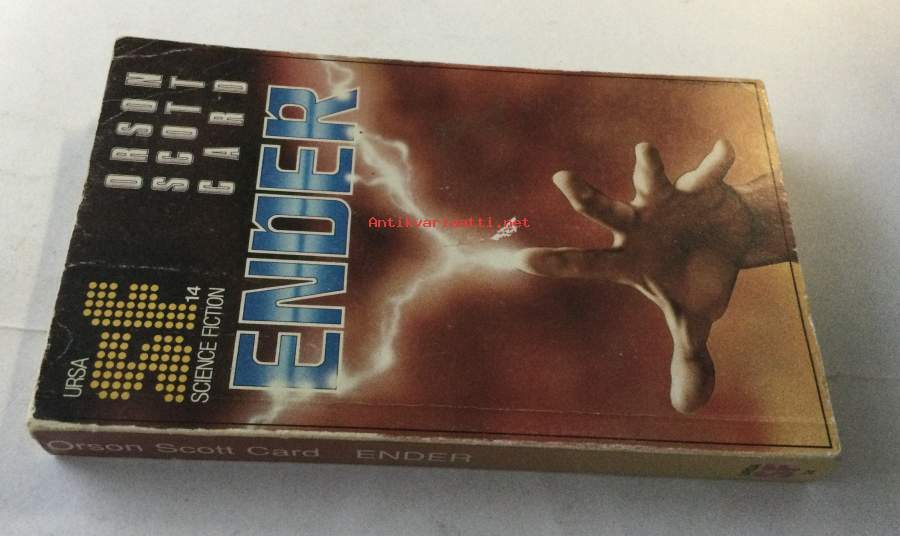 ORSON
SCOTT
CARD
ENDER
URSA
sf
14
SCIENCE FICTION
Antikvariaatti.net
Orson Scott Card ENDER